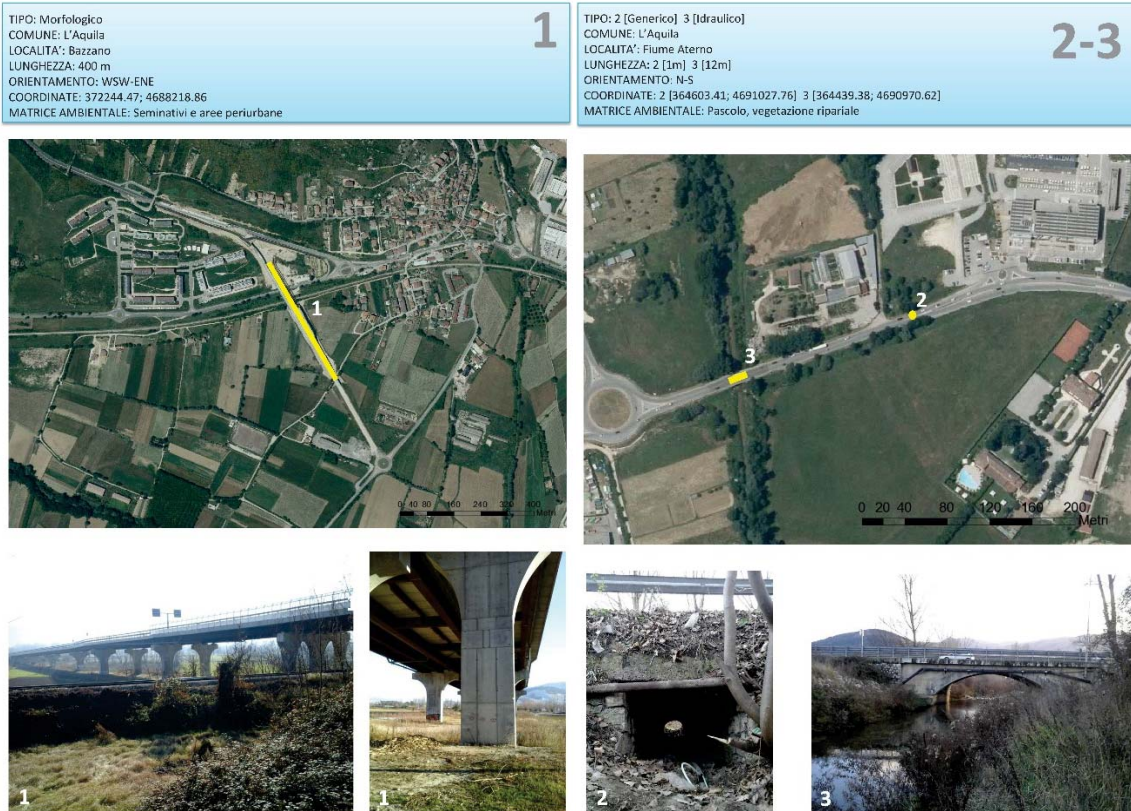 TIPO: Morfologico
COMUNE: L'Aquila
LOCALITA': Bazzano
LUNGHEZZA: 400 m
ORIENTAMENTO: WSW-ENE
COORDINATE: 372244.47; 4688218.86
MATRICE AMBIENTALE: Seminativi e aree periurbane
1
TIPO: 2 [Generico] 3 [Idraulico]
COMUNE: L'Aquila
LOCALITA': Fiume Aterno
LUNGHEZZA: 2 [1m] 3 [12m]
ORIENTAMENTO: N-S
COORDINATE: 2 [364603.41; 4691027.76] 3 [364439.38; 4690970.62]
MATRICE AMBIENTALE: Pascolo, vegetazione ripariale
2-3
1
0 40 80 160 240 320 400
Metri
2
3
0 20 40 80 120 160 200
Metri
1
1
2
3